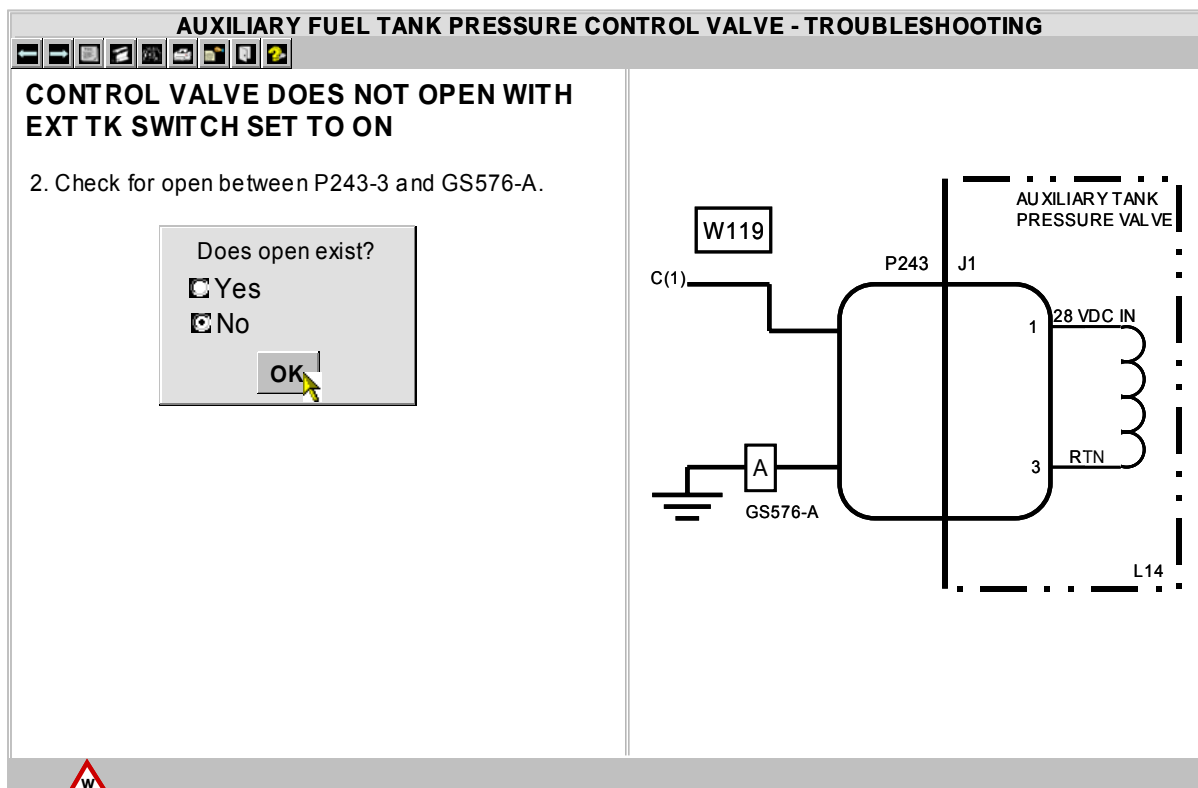 AUXILIARY FUEL TANK PRESSURE CONTROL VALVE - TROUBLESHOOTING
CONTROL VALVE DOES NOT OPEN WITH
EXT TK SWITCH SET TO ON
2. Check for open between P243-3 and GS576-A.
Does open exist?
Yes
No
OK
AUXILIARY TANK
PRESSURE VALVE
W119
P243
J1
C(1)
28 VDC IN
1
A
3
RTN
GS576-A
L14
W